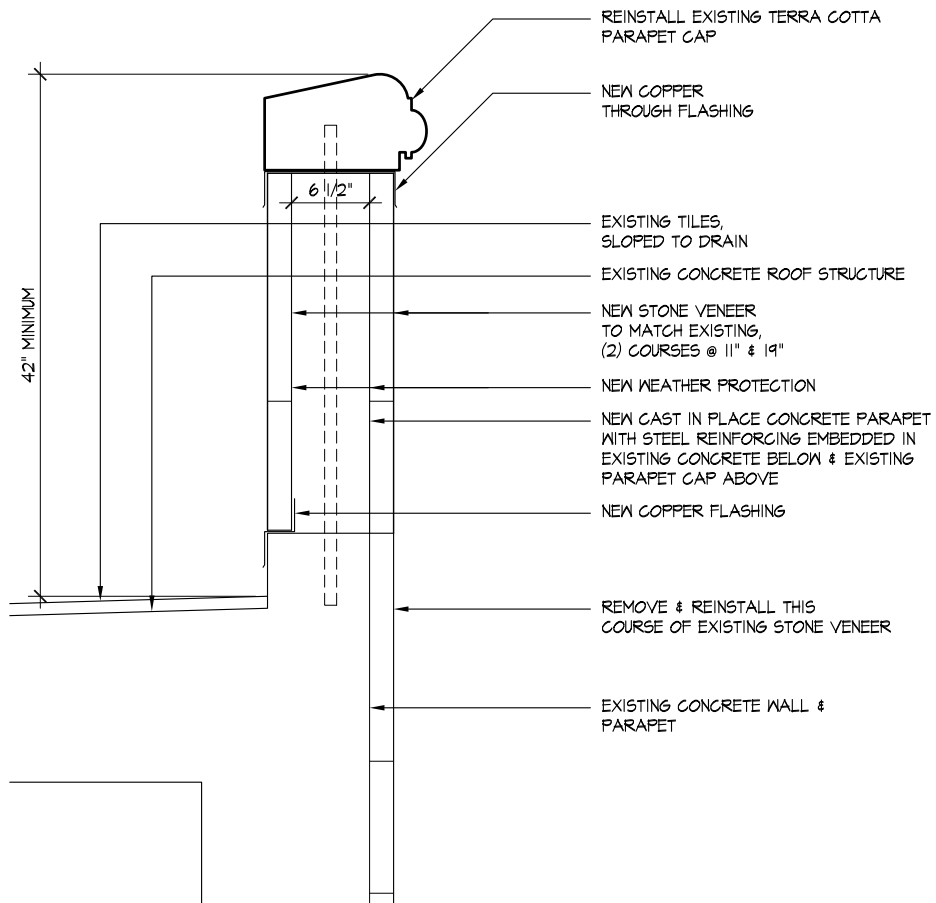 REINSTALL EXISTING TERRA COTTA
PARAPET CAP
NEW COPPER
THROUGH FLASHING
6 1/2"
EXISTING TILES,
SLOPED TO DRAIN
EXISTING CONCRETE ROOF STRUCTURE
42" MINIMUM
NEW STONE VENEER
TO MATCH EXISTING,
(2) COURSES @ 11" & 19"
NEW WEATHER PROTECTION
NEW CAST IN PLACE CONCRETE PARAPET
WITH STEEL REINFORCING EMBEDDED IN
EXISTING CONCRETE BELOW & EXISTING
PARAPET CAP ABOVE
NEW COPPER FLASHING
REMOVE & REINSTALL THIS
COURSE OF EXISTING STONE VENEER
EXISTING CONCRETE WALL &
PARAPET